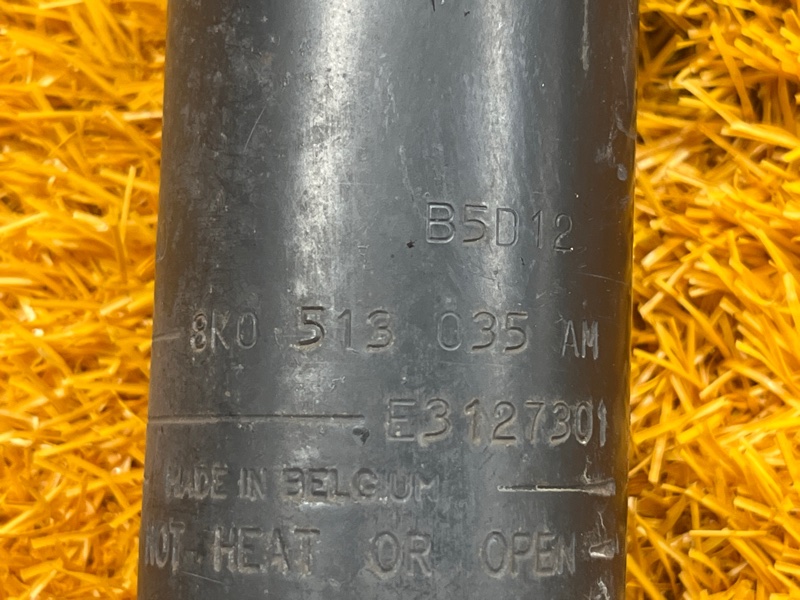 B5D12
8K0 513 035 AM
E3127301
MADE IN BELGIUM
NOT HEAT OR OPEN